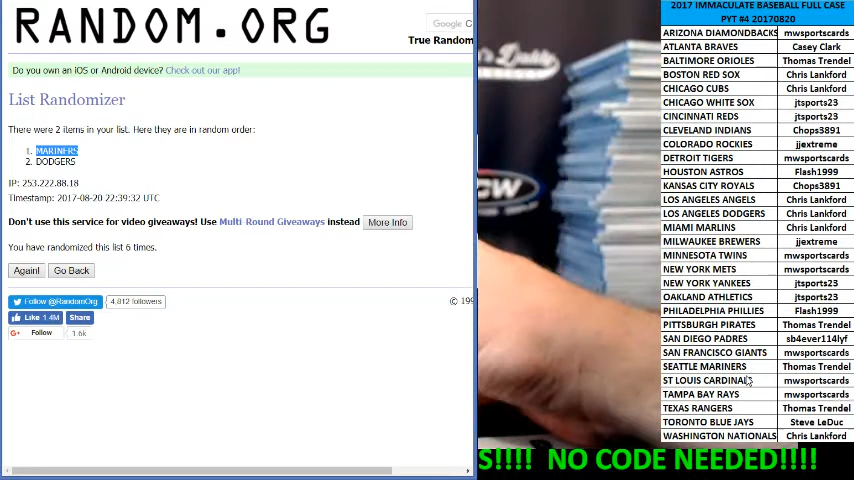 RANDOM.ORG
Google C
True Random
Do you own an iOS or Android device? Check out our app!
List Randomizer
There were 2 items in your list. Here they are in random order:
1. MARINERS
2. DODGERS
IP: 253.222.88.18
Timestamp: 2017-08-20 22:39:32 UTC
Don't use this service for video giveaways! Use Multi-Round Giveaways instead More Info
You have randomized this list 6 times.
Again! Go Back
Follow @RandomOrg 4,812 followers
© 199
Like 1.4M Share
G+ Follow 1.6k
2017 IMMACULATE BASEBALL FULL CASE
PYT #4 20170820
ARIZONA DIAMONDBACKS mwsportscards
ATLANTA BRAVES Casey Clark
BALTIMORE ORIOLES Thomas Trendel
BOSTON RED SOX Chris Lankford
CHICAGO CUBS Chris Lankford
CHICAGO WHITE SOX jtsports23
CINCINNATI REDS jtsports23
CLEVELAND INDIANS Chops3891
COLORADO ROCKIES jjextreme
DETROIT TIGERS mwsportscards
HOUSTON ASTROS Flash1999
KANSAS CITY ROYALS Chops3891
LOS ANGELES ANGELS Chris Lankford
LOS ANGELES DODGERS Chris Lankford
MIAMI MARLINS Chris Lankford
MILWAUKEE BREWERS jjextreme
MINNESOTA TWINS mwsportscards
NEW YORK METS mwsportscards
NEW YORK YANKEES jtsports23
OAKLAND ATHLETICS jtsports23
PHILADELPHIA PHILLIES Flash1999
PITTSBURGH PIRATES Thomas Trendel
SAN DIEGO PADRES sb4ever114lyf
SAN FRANCISCO GIANTS mwsportscards
SEATTLE MARINERS Thomas Trendel
ST LOUIS CARDINALS mwsportscards
TAMPA BAY RAYS mwsportscards
TEXAS RANGERS Thomas Trendel
TORONTO BLUE JAYS Steve LeDuc
WASHINGTON NATIONALS Chris Lankford
S!!!! NO CODE NEEDED!!!!